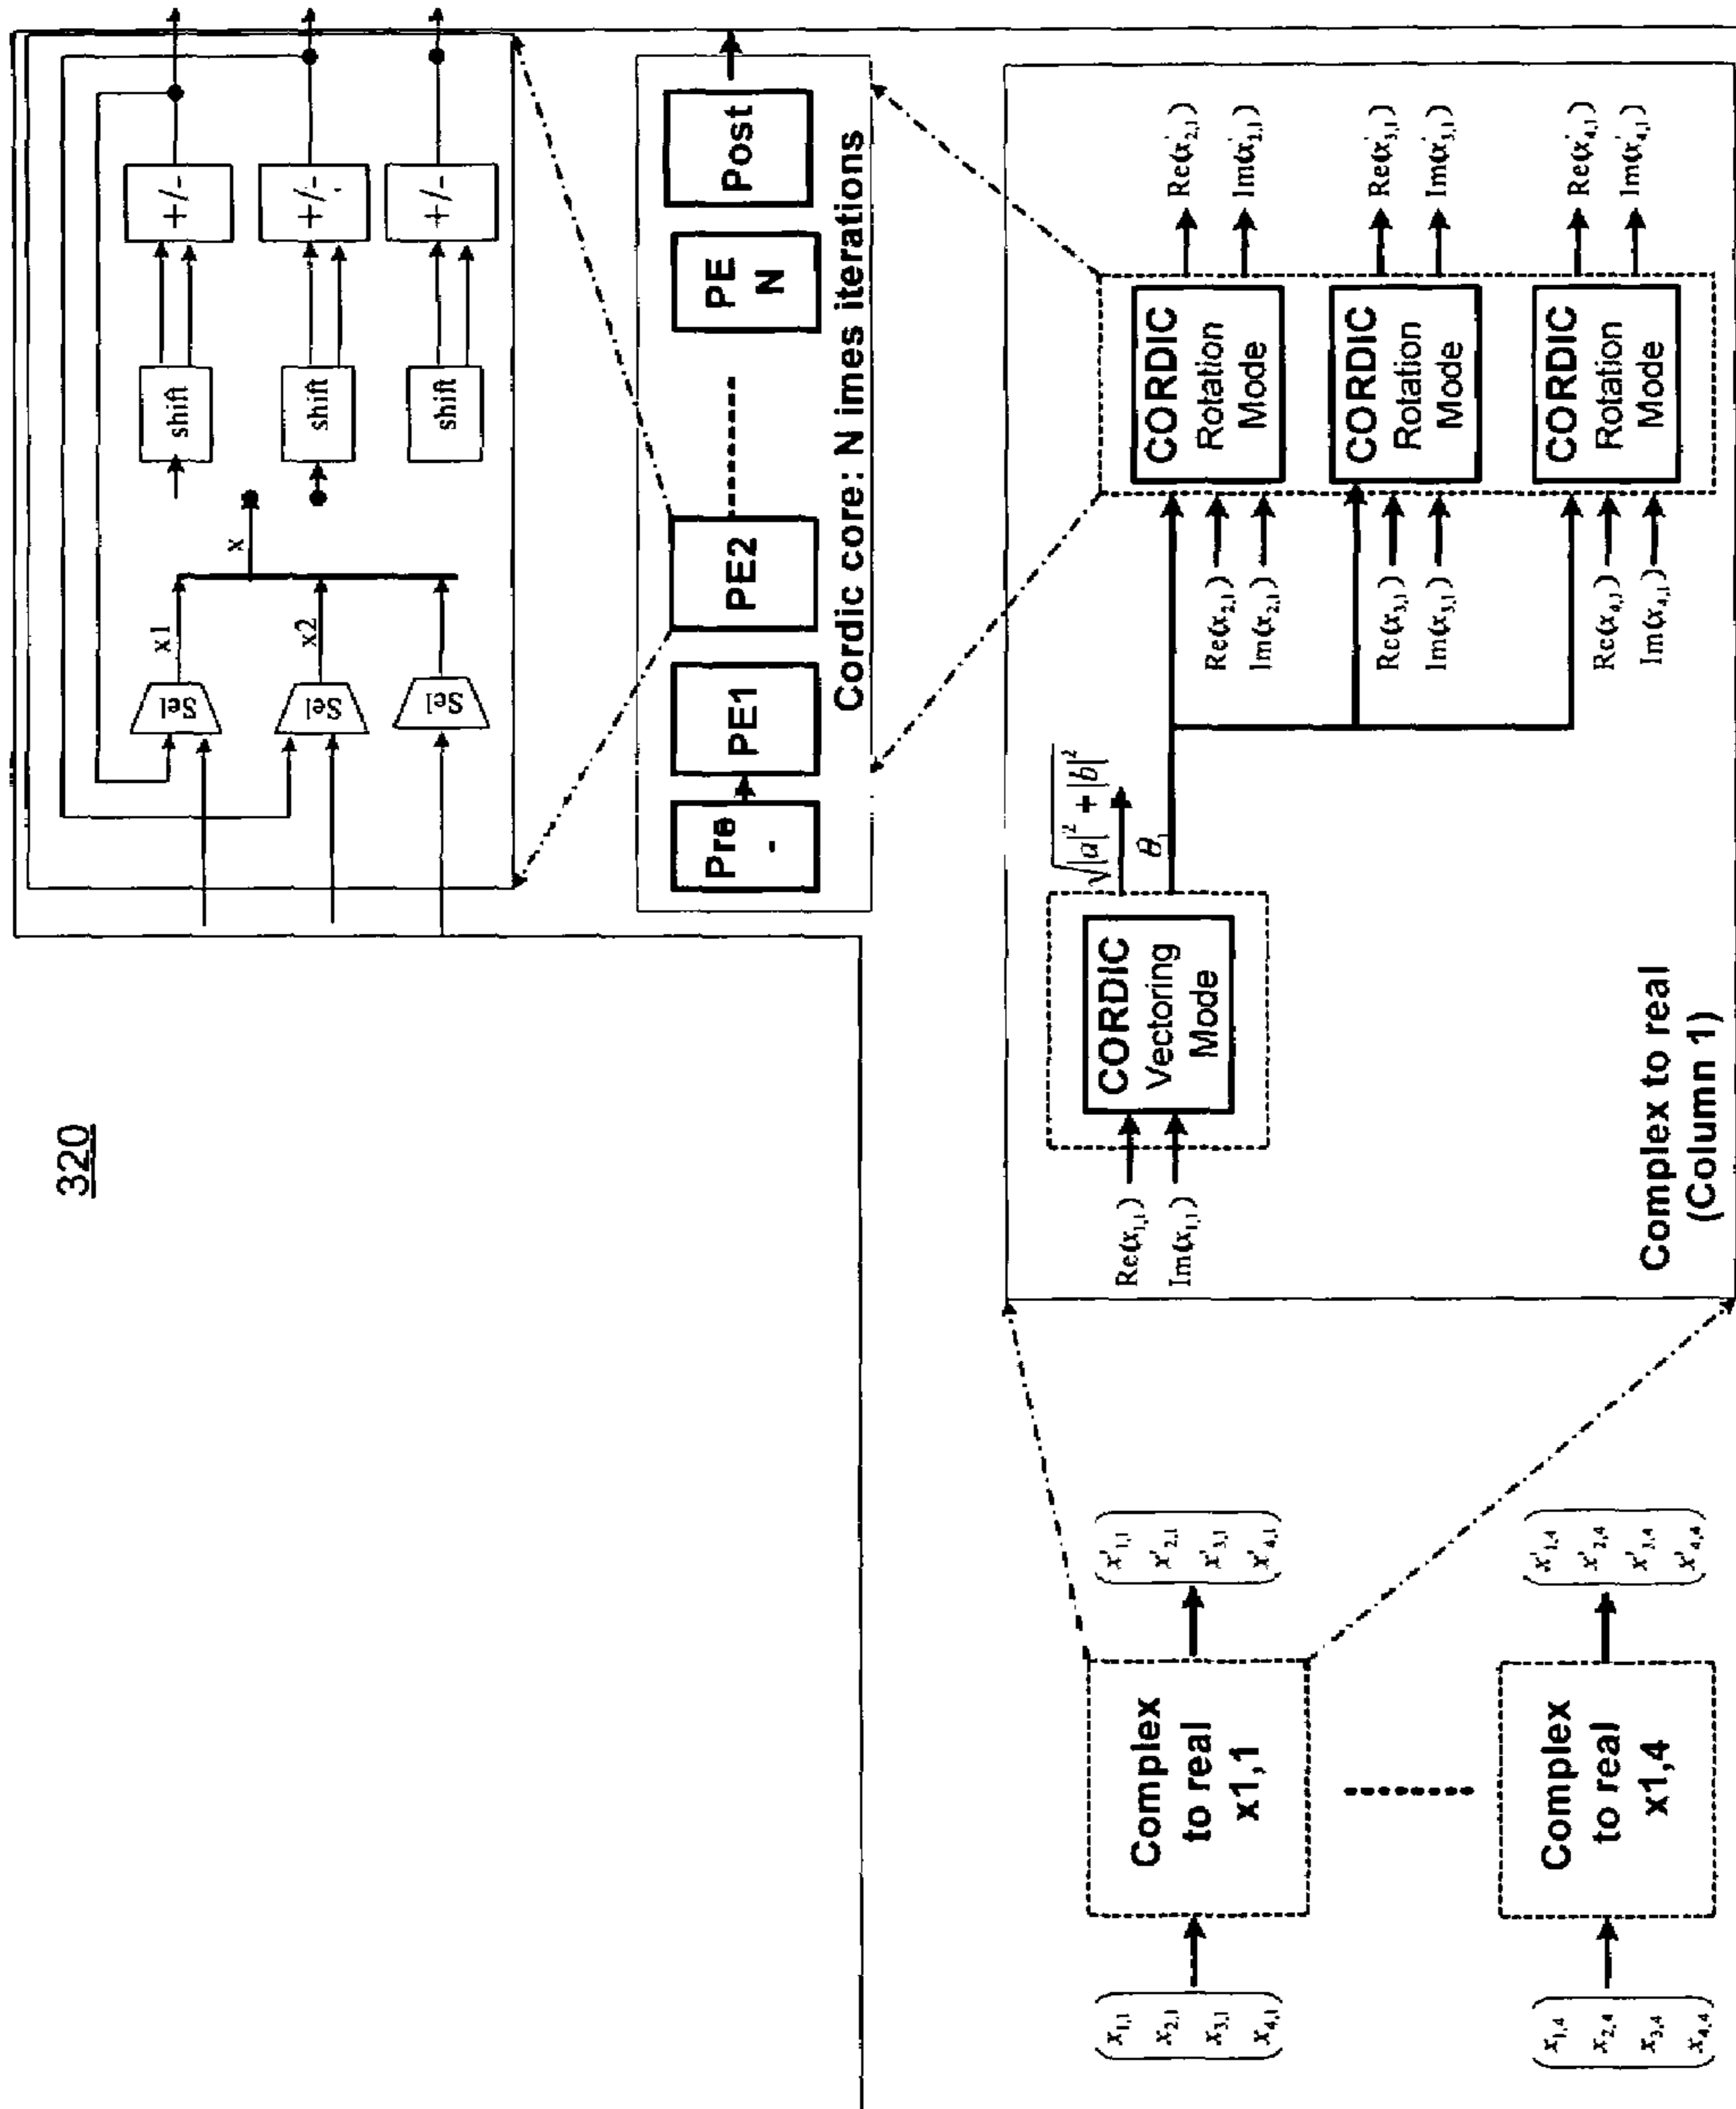 320
Sel
Sel
Sel
x1
x2
x
shift
shift
shift
+/-
+/-
+/-
Pre
-
PE1
PE2
PE
N
Post
Cordic core: N imes iterations
Re(x1,1)
Im(x1,1)
CORDIC
Vectoring
Mode
√|a|² + |b|²
θ1
Re(x2,1)
Im(x2,1)
Re(x3,1)
Im(x3,1)
Re(x4,1)
Im(x4,1)
CORDIC
Rotation
Mode
CORDIC
Rotation
Mode
CORDIC
Rotation
Mode
Re(x'2,1)
Im(x'2,1)
Re(x'3,1)
Im(x'3,1)
Re(x'4,1)
Im(x'4,1)
Complex to real
(Column 1)
x1,1
x2,1
x3,1
x4,1
Complex
to real
x1,1
x'1,1
x'2,1
x'3,1
x'4,1
x1,4
x2,4
x3,4
x4,4
Complex
to real
x1,4
x'1,4
x'2,4
x'3,4
x'4,4